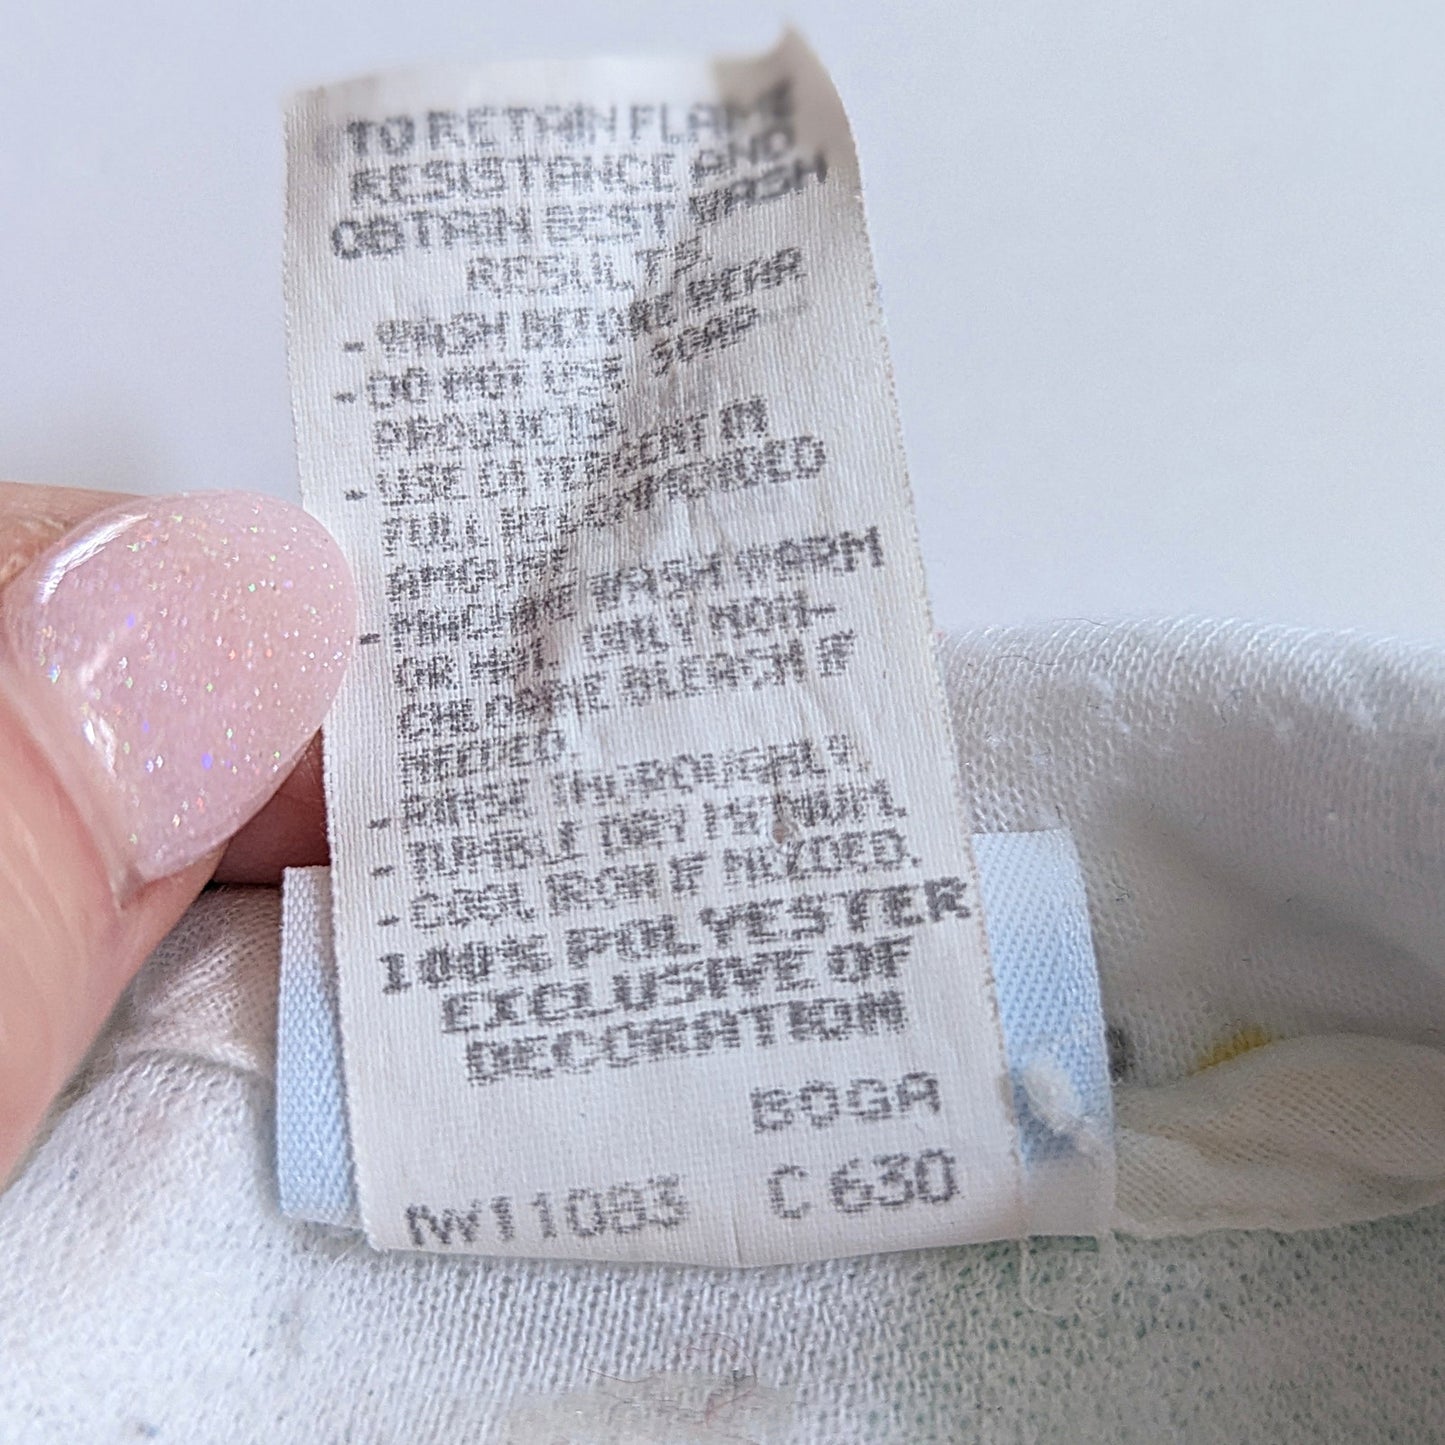 TO RETAIN FLAME
RESISTANCE AND
OBTAIN BEST WASH
RESULTS
- WASH BEFORE WEAR
- DO NOT USE SOAP
PRODUCTS
- USE DETERGENT IN
FULL RECOMMENDED
AMOUNT
- MACHINE WASH WARM
OR HOT. ONLY NON-
CHLORINE BLEACH IF
NEEDED.
- RINSE THOROUGHLY.
- TUMBLE DRY
- COOL IRON IF NEEDED.
100% POLYESTER
EXCLUSIVE OF
DECORATION
BOGA
IW11083 C 630